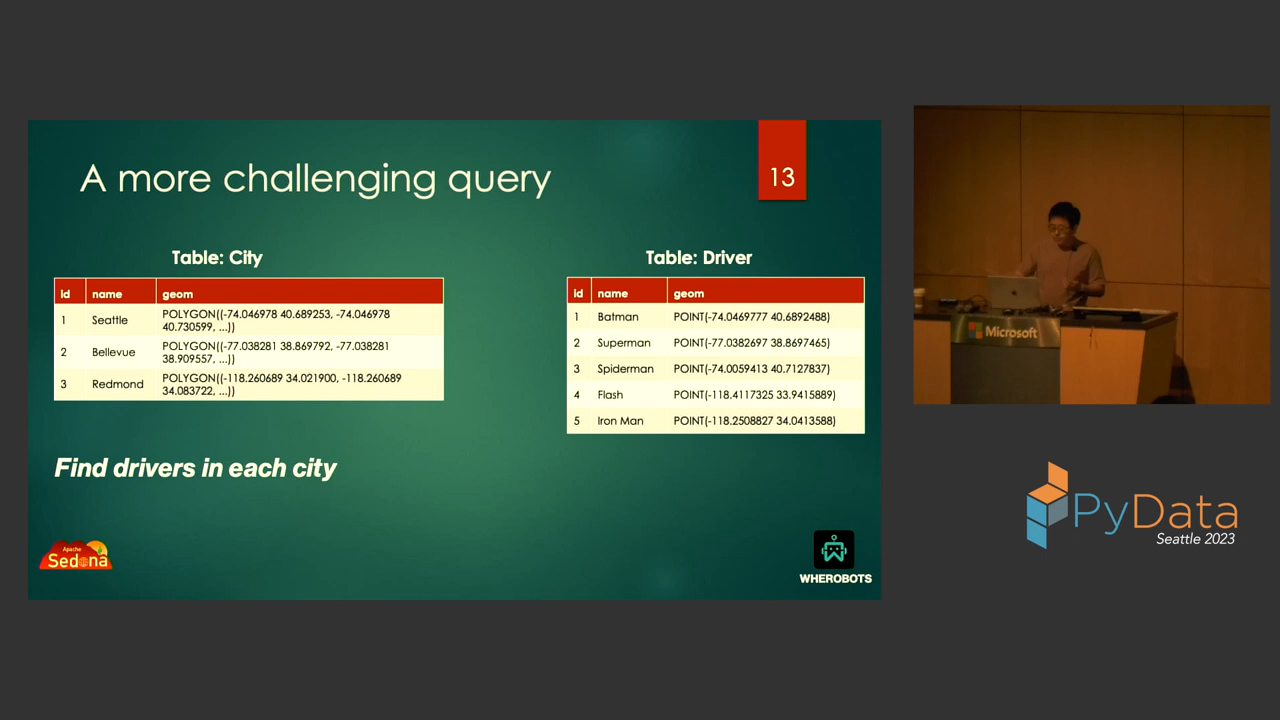 A more challenging query
13
Table: City
id name geom
1 Seattle POLYGON((-74.046978 40.689253, -74.046978
40.730599, ...))
2 Bellevue POLYGON((-77.038281 38.869792, -77.038281
38.909557, ...))
3 Redmond POLYGON((-118.260689 34.021900, -118.260689
34.083722, ...))
Table: Driver
id name geom
1 Batman POINT(-74.0469777 40.6892488)
2 Superman POINT(-77.0382697 38.8697465)
3 Spiderman POINT(-74.0059413 40.7127837)
4 Flash POINT(-118.4117325 33.9415889)
5 Iron Man POINT(-118.2508827 34.0413588)
Find drivers in each city
Apache
Sedona
WHEROBOTS
Microsoft
PyData
Seattle 2023